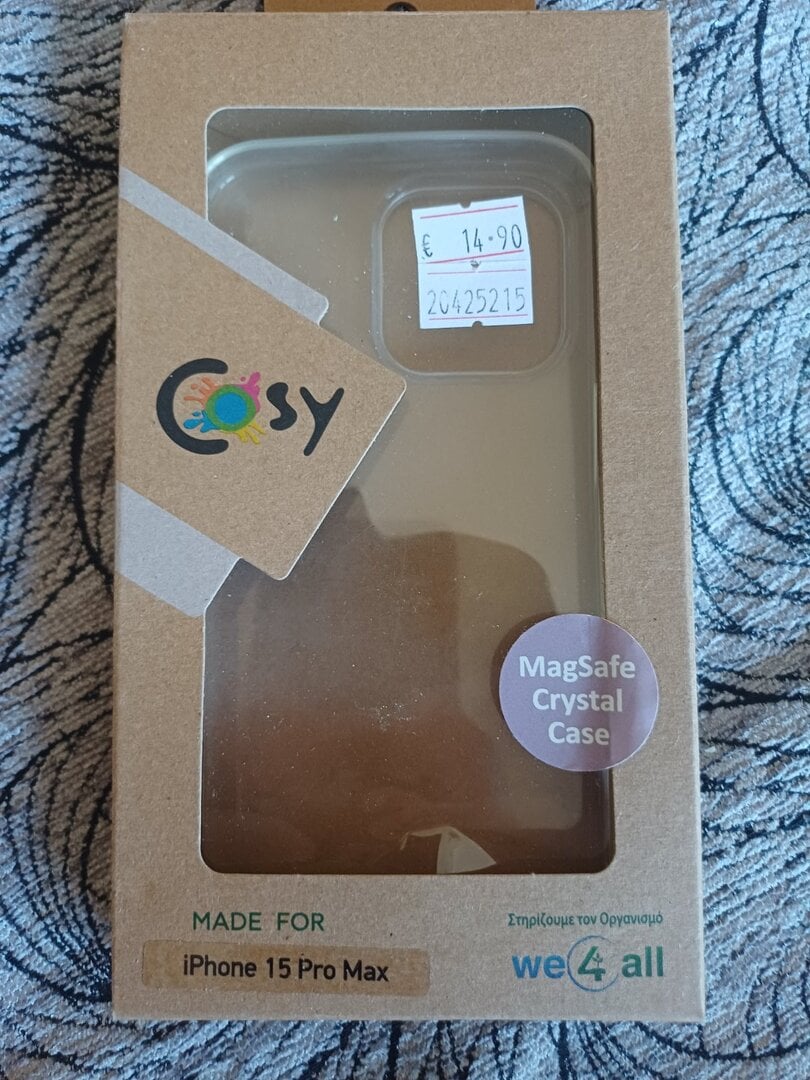 € 14.90
20425215
Cosy
MagSafe
Crystal
Case
MADE FOR
iPhone 15 Pro Max
Στηρίζουμε τον Οργανισμό
we4all